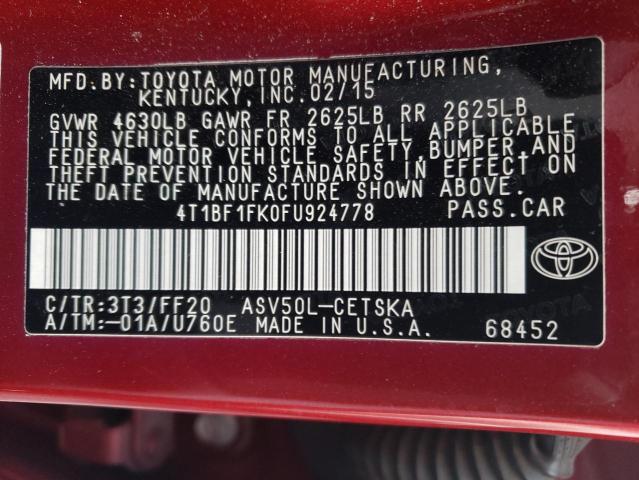 MFD.BY:TOYOTA MOTOR MANUFACTURING,
KENTUCKY,INC.02/15
GVWR 4630LB GAWR FR 2625LB RR 2625LB
THIS VEHICLE CONFORMS TO ALL APPLICABLE
FEDERAL MOTOR VEHICLE SAFETY,BUMPER,AND
THEFT PREVENTION STANDARDS IN EFFECT ON
THE DATE OF MANUFACTURE SHOWN ABOVE.
4T1BF1FK0FU924778 PASS.CAR
C/TR:3T3/FF20 ASV50L-CETSKA
A/TM:-01A/U760E MADE IN U.S.A. 68452